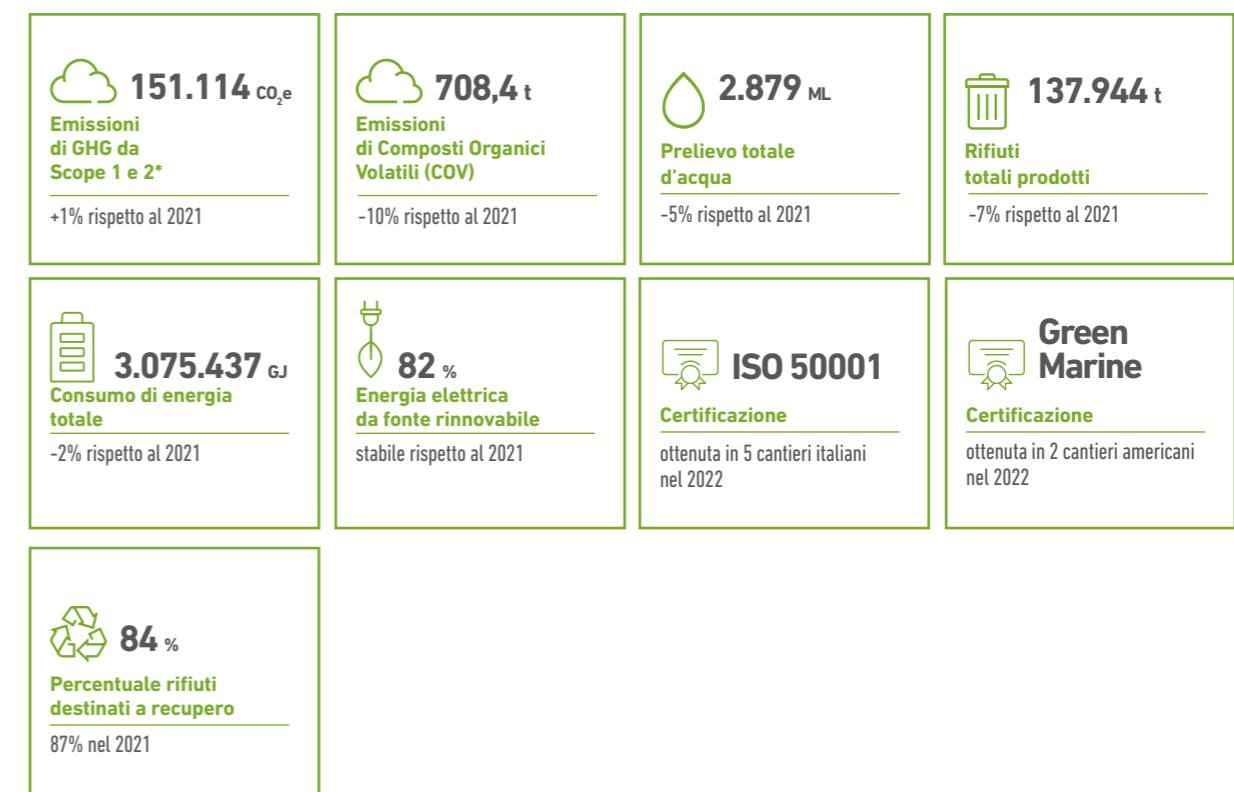 151.114 CO₂e
Emissioni
di GHG da
Scope 1 e 2*
+1% rispetto al 2021
708,4 t
Emissioni
di Composti Organici
Volatili (COV)
-10% rispetto al 2021
2.879 ML
Prelievo totale
d’acqua
-5% rispetto al 2021
137.944 t
Rifiuti
totali prodotti
-7% rispetto al 2021
3.075.437 GJ
Consumo di energia
totale
-2% rispetto al 2021
82 %
Energia elettrica
da fonte rinnovabile
stabile rispetto al 2021
ISO 50001
Certificazione
ottenuta in 5 cantieri italiani
nel 2022
Green
Marine
Certificazione
ottenuta in 2 cantieri americani
nel 2022
84 %
Percentuale rifiuti
destinati a recupero
87% nel 2021